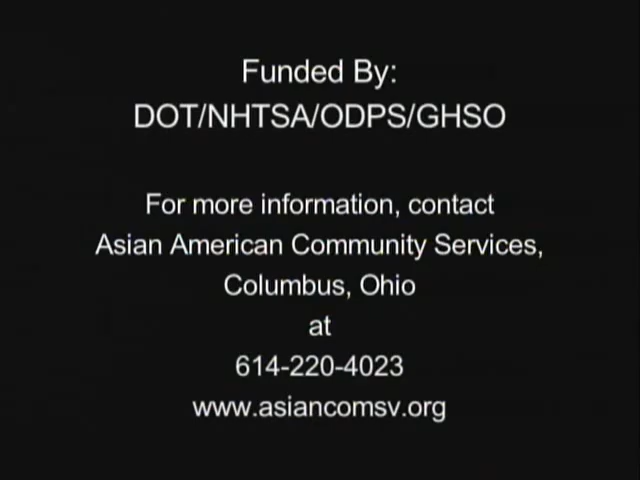 Funded By:
DOT/NHTSA/ODPS/GHSO
For more information, contact
Asian American Community Services,
Columbus, Ohio
at
614-220-4023
www.asiancomsv.org